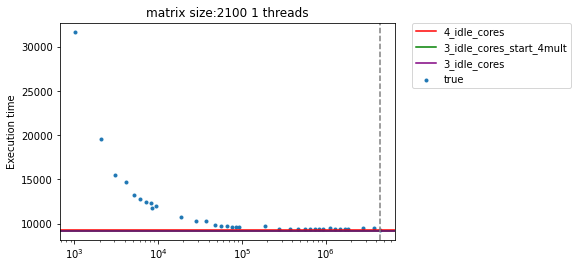 matrix size:2100 1 threads
4_idle_cores
3_idle_cores_start_4mult
3_idle_cores
true
Execution time
30000
25000
20000
15000
10000
10³ 10⁴ 10⁵ 10⁶